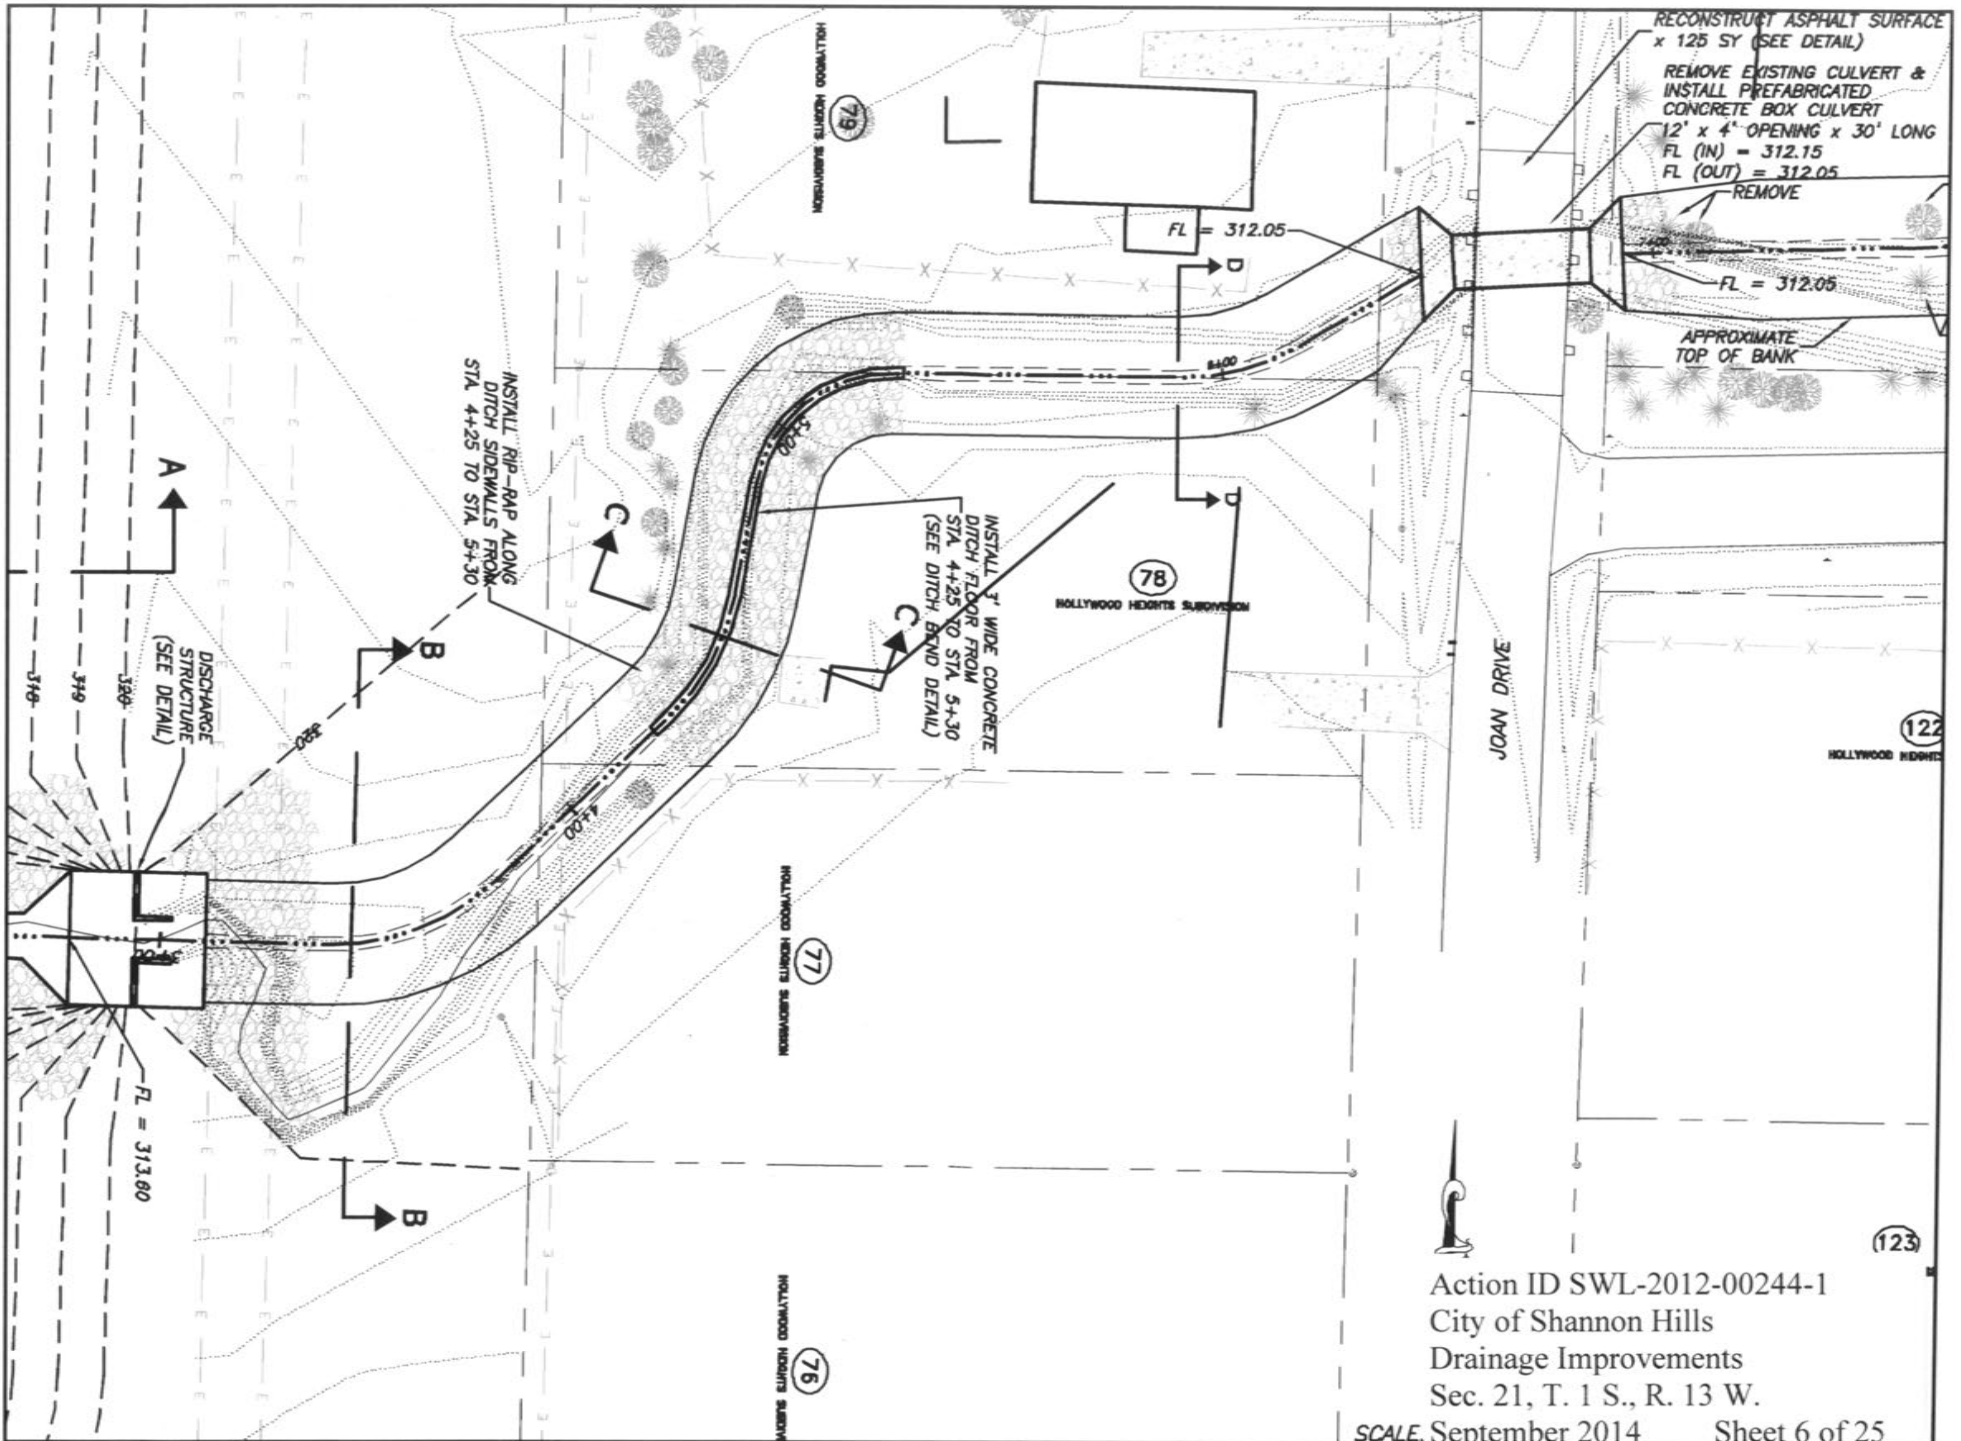 RECONSTRUCT ASPHALT SURFACE
x 125 SY (SEE DETAIL)
REMOVE EXISTING CULVERT &
INSTALL PREFABRICATED
CONCRETE BOX CULVERT
12' x 4' OPENING x 30' LONG
FL (IN) = 312.15
FL (OUT) = 312.05
REMOVE
7+00
FL = 312.05
APPROXIMATE
TOP OF BANK
79
HOLLYWOOD HEIGHTS SUBDIVISION
FL = 312.05
D
6+00
D
5+00
INSTALL RIP-RAP ALONG
DITCH SIDEWALLS FROM
STA. 4+25 TO STA. 5+30
C
C
INSTALL 3' WIDE CONCRETE
DITCH FLOOR FROM
STA. 4+25 TO STA. 5+30
(SEE DITCH BEND DETAIL)
78
HOLLYWOOD HEIGHTS SUBDIVISION
JOAN DRIVE
122
HOLLYWOOD HEIGHTS
A
B
DISCHARGE
STRUCTURE
(SEE DETAIL)
318
319
320
320
4+00
3+00
FL = 313.60
B
77
HOLLYWOOD HEIGHTS SUBDIVISION
76
HOLLYWOOD HEIGHTS SUBDIVI
123
Action ID SWL-2012-00244-1
City of Shannon Hills
Drainage Improvements
Sec. 21, T. 1 S., R. 13 W.
SCALE. September 2014 Sheet 6 of 25